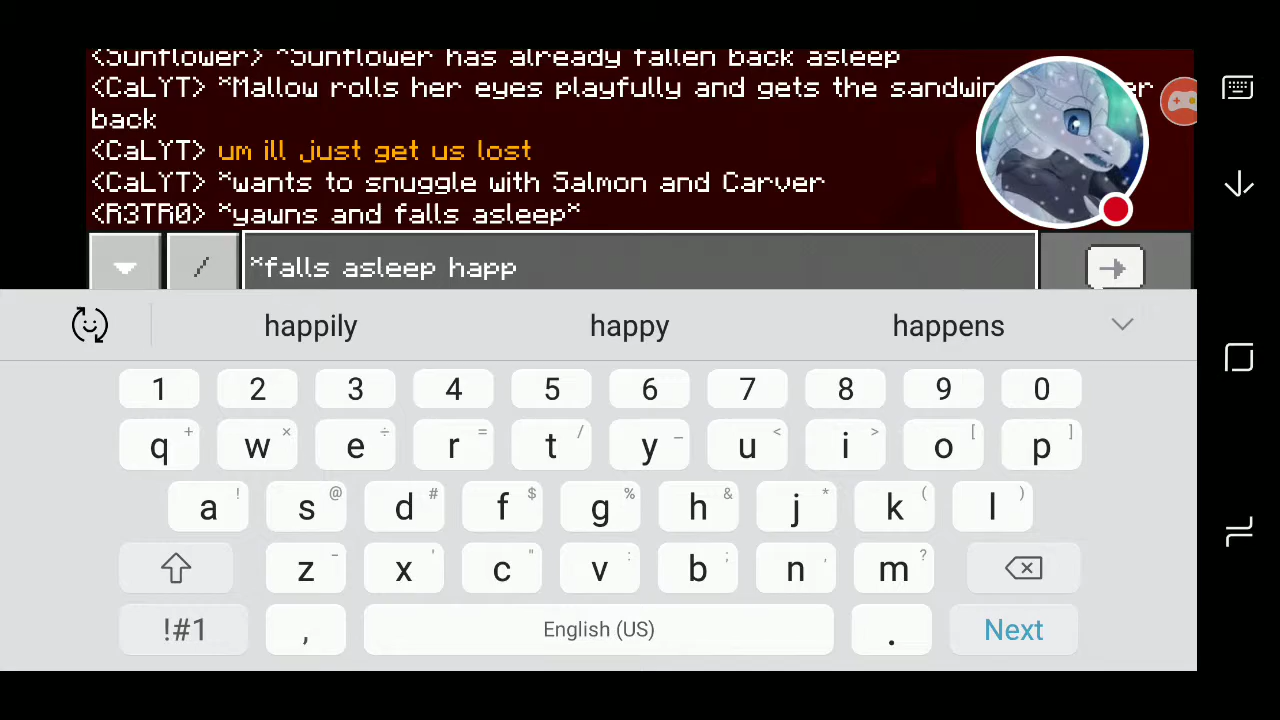 <Sunflower> *Sunflower has already fallen back asleep
<CaLYT> *Mallow rolls her eyes playfully and gets the er
back
<CaLYT> um ill just get us lost
<CaLYT> *wants to snuggle with Salmon and Carver
<R3TR0> *yawns and falls asleep*
/ *falls asleep happ
happily happy happens
1 2 3 4 5 6 7 8 9 0
q + w × e ÷ r = t / y _ u < i > o [ p ]
a ! s @ d # f $ g % h & j * k ( l )
z - x ' c " v : b ; n , m ?
!#1 , English (US) . Next